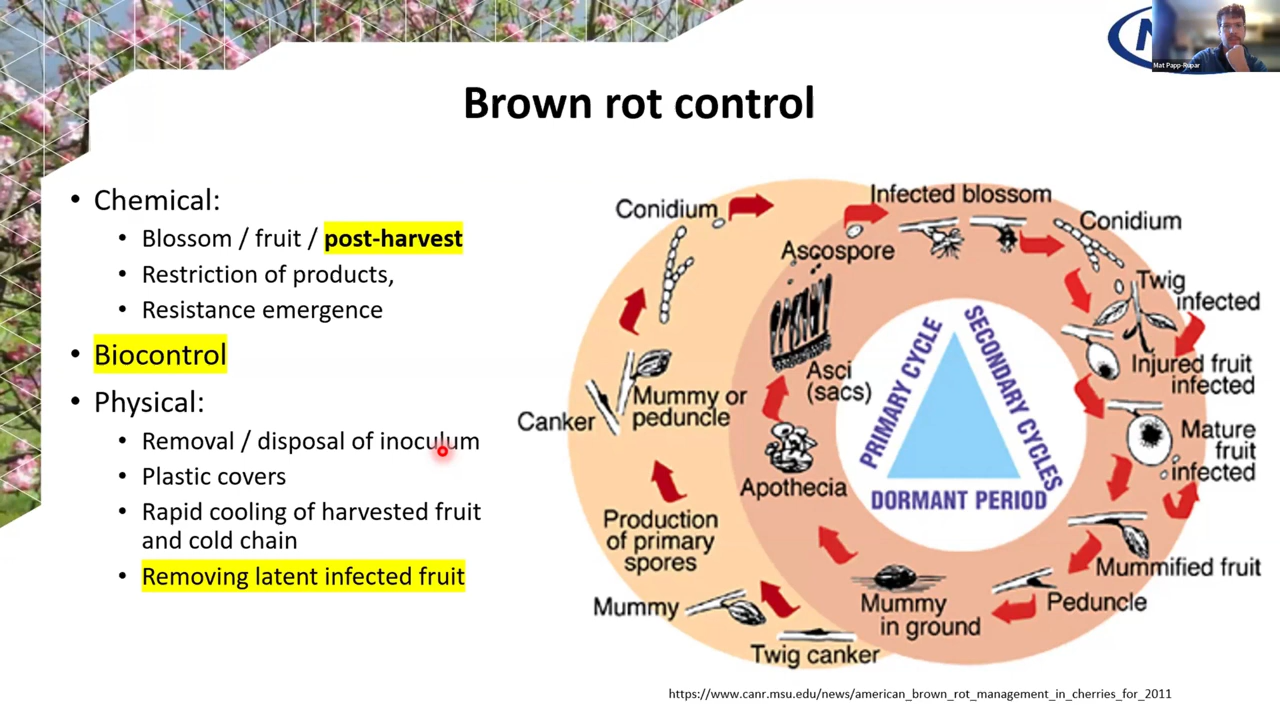 Mat Papp-Rupar
Brown rot control
• Chemical:
• Blossom / fruit / post-harvest
• Restriction of products,
• Resistance emergence
• Biocontrol
• Physical:
• Removal / disposal of inoculum
• Plastic covers
• Rapid cooling of harvested fruit
and cold chain
• Removing latent infected fruit
Conidium
Infected blossom
Conidium
Ascospore
Twig
infected
Asci
(sacs)
Injured fruit
infected
Mummy or
peduncle
Canker
Mature
fruit
infected
Apothecia
PRIMARY CYCLE
SECONDARY CYCLES
DORMANT PERIOD
Production
of primary
spores
Mummified fruit
Mummy
Mummy
in ground
Peduncle
Twig canker
https://www.canr.msu.edu/news/american_brown_rot_management_in_cherries_for_2011